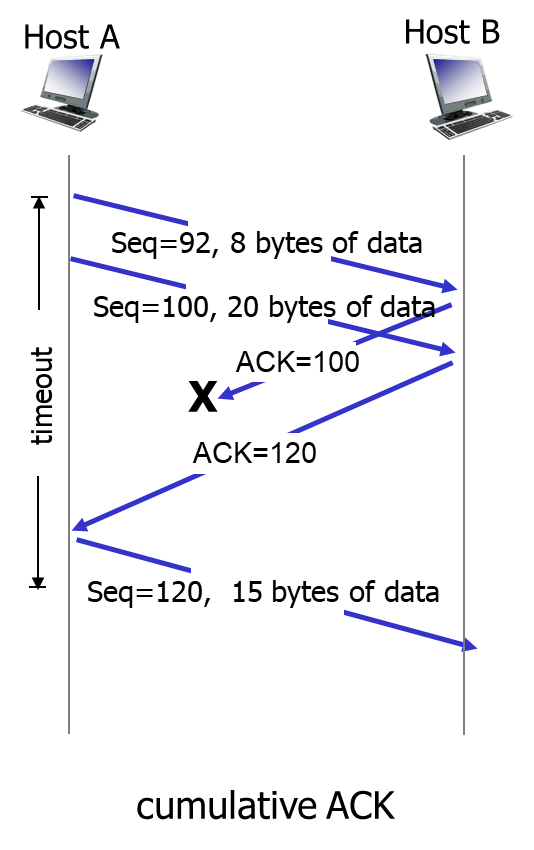 Host A
Host B
Seq=92, 8 bytes of data
Seq=100, 20 bytes of data
ACK=100
X
timeout
ACK=120
Seq=120,  15 bytes of data
cumulative ACK